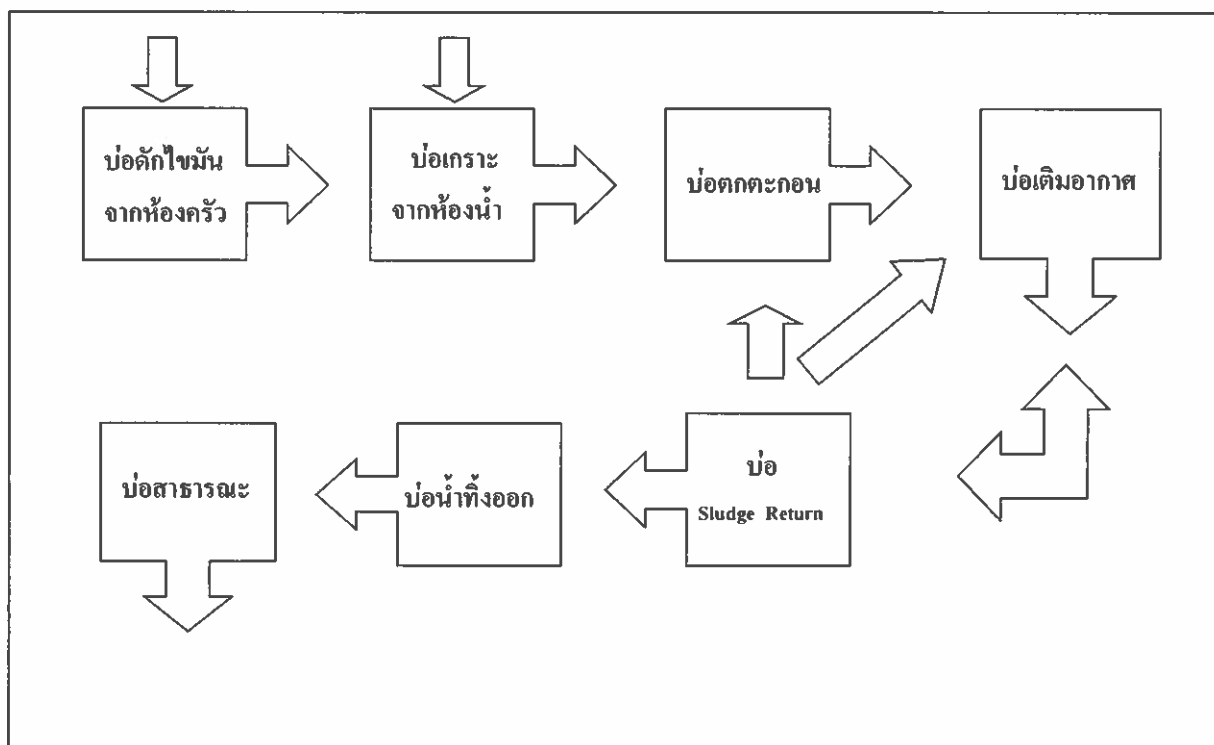 บ่อดักไขมัน
จากห้องครัว
บ่อเกราะ
จากห้องน้ำ
บ่อตกตะกอน
บ่อเติมอากาศ
บ่อสาธารณะ
บ่อน้ำทิ้งออก
บ่อ
Sludge Return